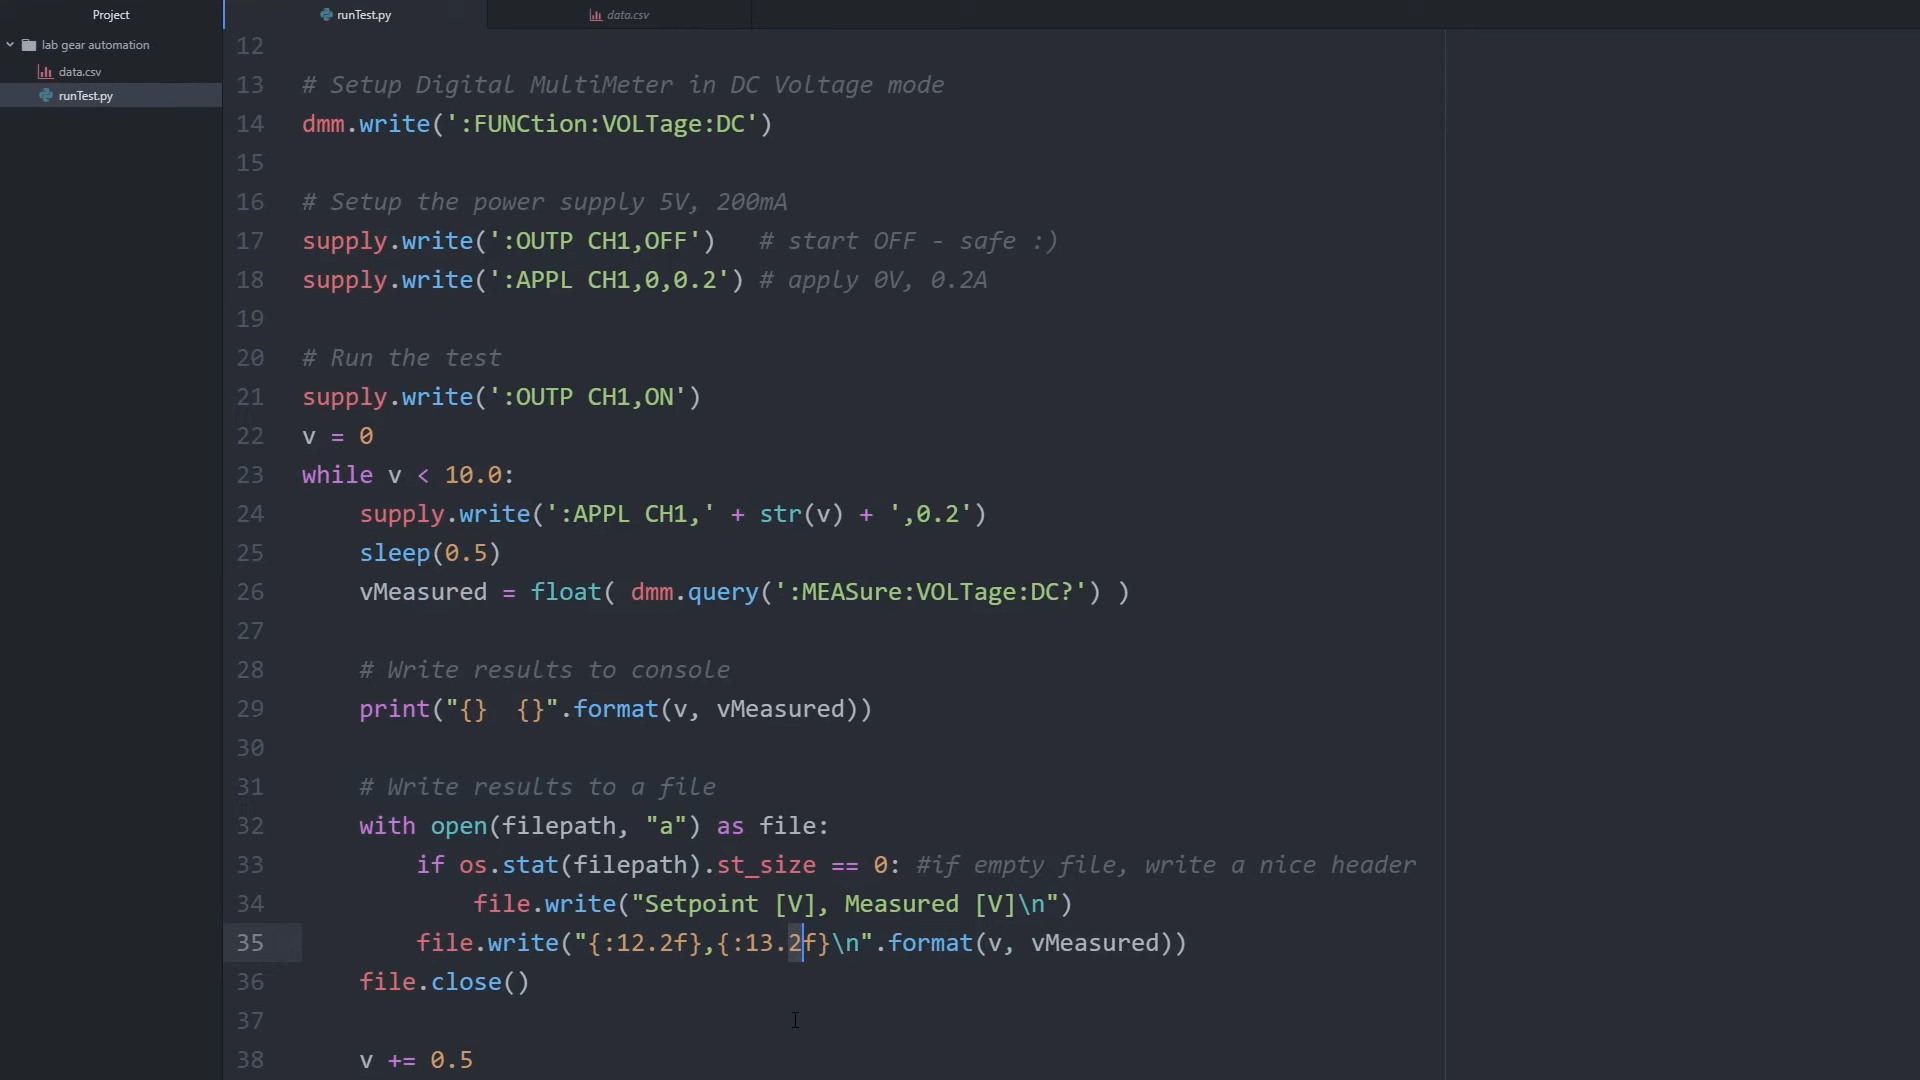 Project
runTest.py
data.csv
lab gear automation
data.csv
runTest.py
12
13 # Setup Digital MultiMeter in DC Voltage mode
14 dmm.write(':FUNCtion:VOLTage:DC')
15
16 # Setup the power supply 5V, 200mA
17 supply.write(':OUTP CH1,OFF')   # start OFF - safe :)
18 supply.write(':APPL CH1,0,0.2') # apply 0V, 0.2A
19
20 # Run the test
21 supply.write(':OUTP CH1,ON')
22 v = 0
23 while v < 10.0:
24     supply.write(':APPL CH1,' + str(v) + ',0.2')
25     sleep(0.5)
26     vMeasured = float( dmm.query(':MEASure:VOLTage:DC?') )
27
28     # Write results to console
29     print("{}  {}".format(v, vMeasured))
30
31     # Write results to a file
32     with open(filepath, "a") as file:
33         if os.stat(filepath).st_size == 0: #if empty file, write a nice header
34             file.write("Setpoint [V], Measured [V]\n")
35         file.write("{:12.2f},{:13.2f}\n".format(v, vMeasured))
36     file.close()
37
38     v += 0.5